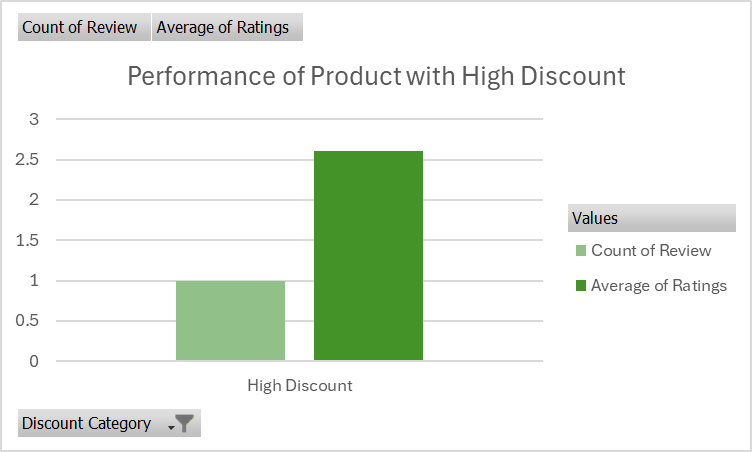 Count of Review Average of Ratings
Performance of Product with High Discount
3
2.5
2
1.5
1
0.5
0
High Discount
Values
Count of Review
Average of Ratings
Discount Category